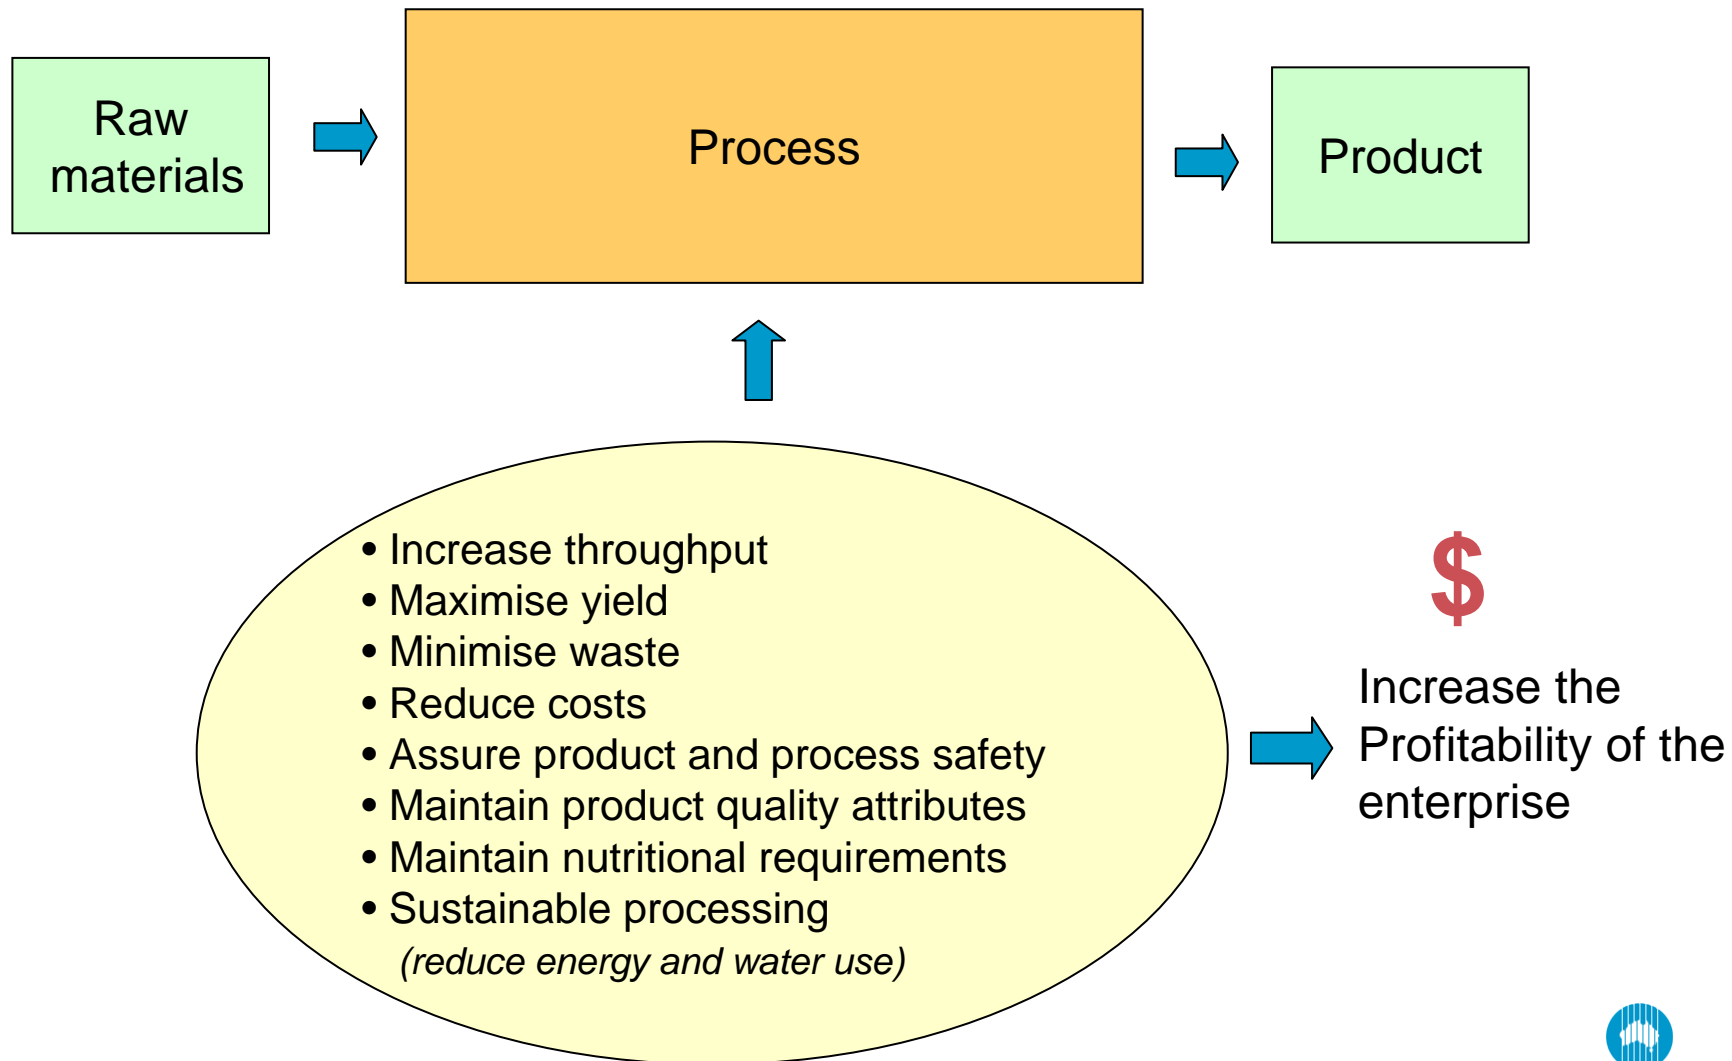 Raw
materials
Process
Product
• Increase throughput
• Maximise yield
• Minimise waste
• Reduce costs
• Assure product and process safety
• Maintain product quality attributes
• Maintain nutritional requirements
• Sustainable processing
(reduce energy and water use)
$
Increase the
Profitability of the
enterprise